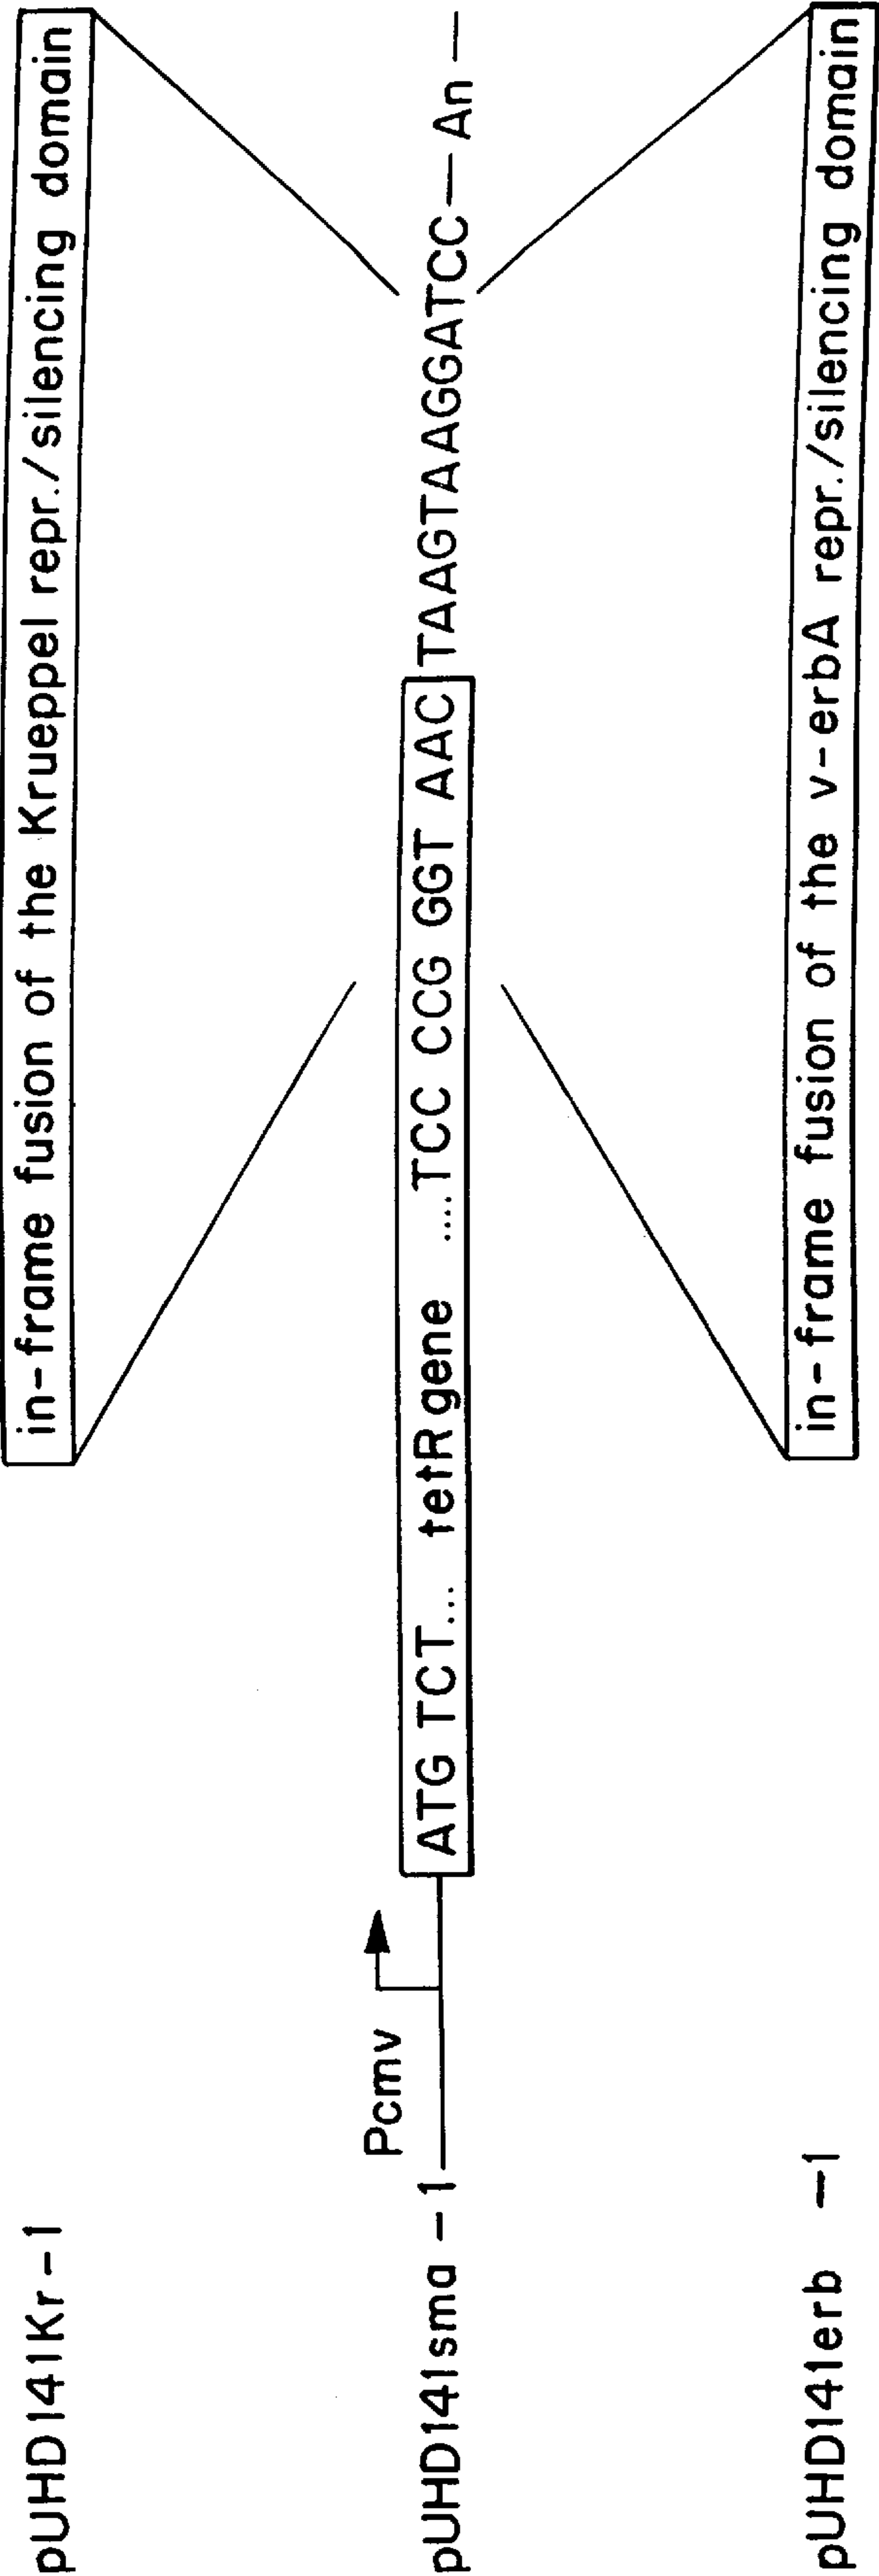 pUHD141Kr-1 in-frame fusion of the Krueppel repr./silencing domain
Pcmv
pUHD141sma-1 ATG TCT... tetR gene ....TCC CCG GGT AAC TAAGTAAGGATCC — An —
pUHD141erb -1 in-frame fusion of the v-erbA repr./silencing domain